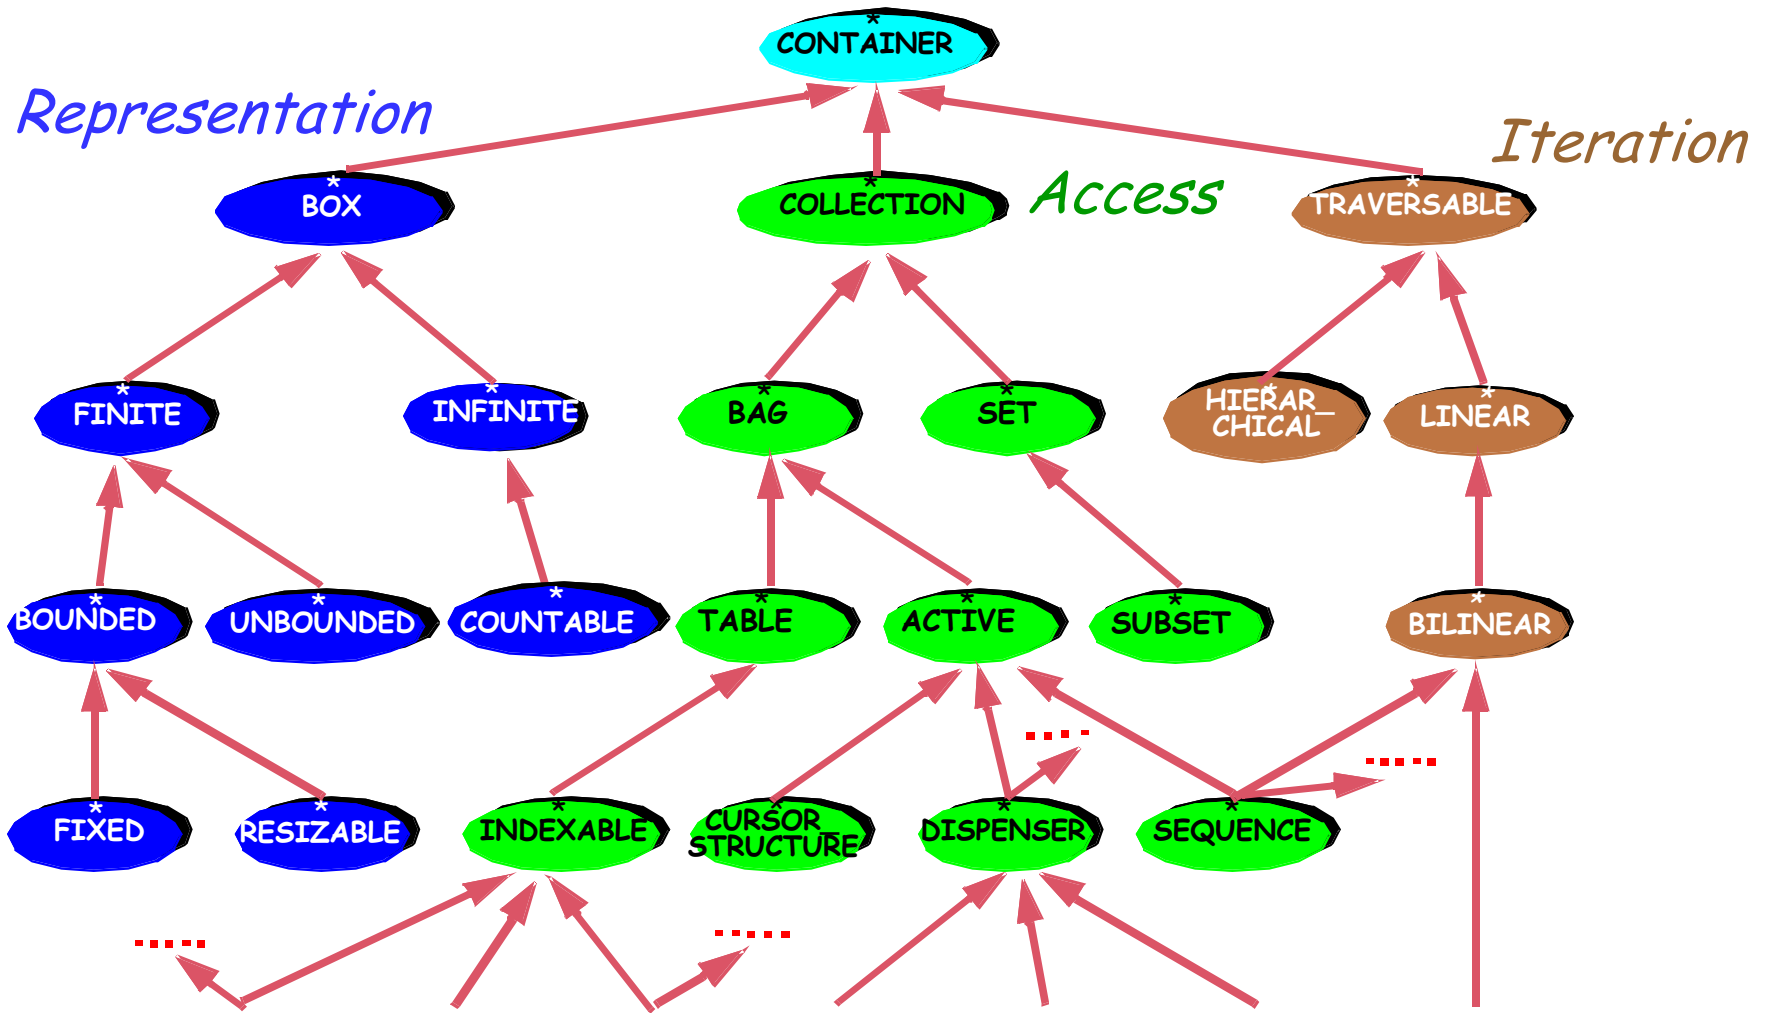 *
CONTAINER
Representation
Iteration
*
BOX
*
COLLECTION
Access
*
TRAVERSABLE
*
FINITE
*
INFINITE
*
BAG
*
SET
*
HIERAR_
CHICAL
*
LINEAR
*
BOUNDED
*
UNBOUNDED
*
COUNTABLE
*
TABLE
*
ACTIVE
*
SUBSET
*
BILINEAR
*
FIXED
*
RESIZABLE
*
INDEXABLE
*
CURSOR_
STRUCTURE
*
DISPENSER
*
SEQUENCE